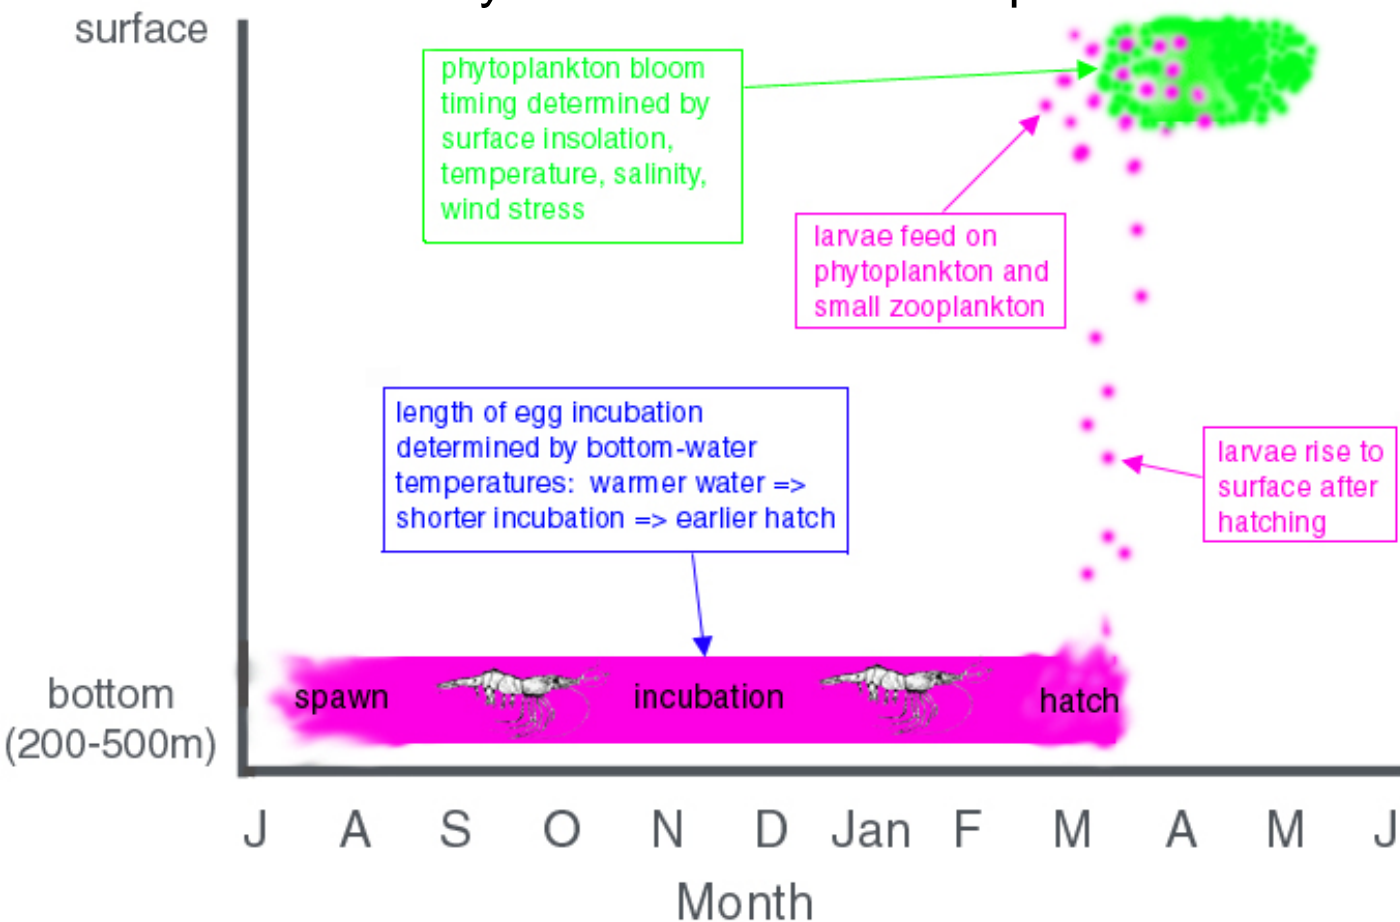 surface
phytoplankton bloom
timing determined by
surface insolation,
temperature, salinity,
wind stress
larvae feed on
phytoplankton and
small zooplankton
length of egg incubation
determined by bottom-water
temperatures: warmer water =>
shorter incubation => earlier hatch
larvae rise to
surface after
hatching
bottom
(200-500m)
spawn incubation hatch
J A S O N D Jan F M A M J
Month